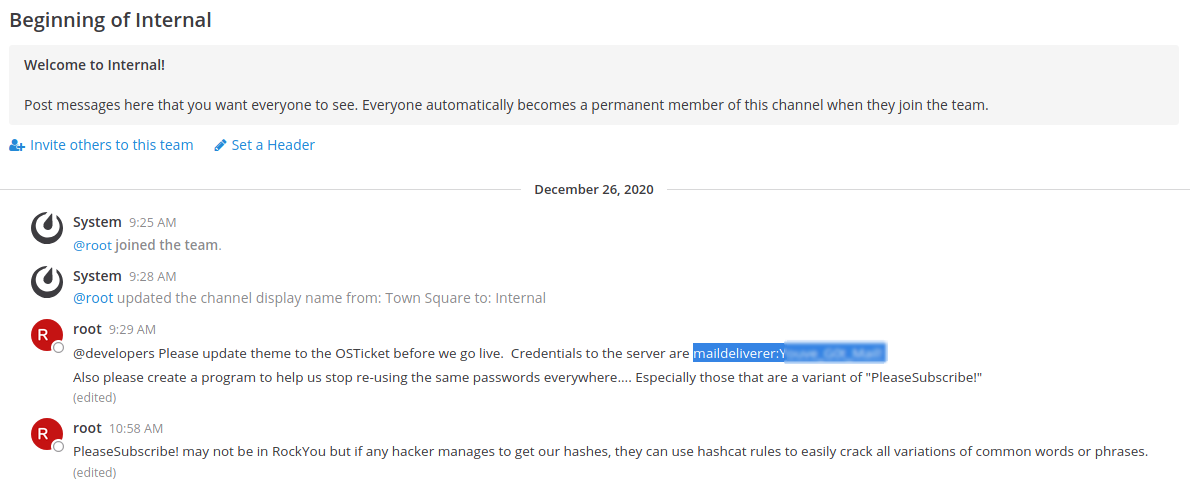 Beginning of Internal
Welcome to Internal!
Post messages here that you want everyone to see. Everyone automatically becomes a permanent member of this channel when they join the team.
Invite others to this team Set a Header
December 26, 2020
System 9:25 AM
@root joined the team.
System 9:28 AM
@root updated the channel display name from: Town Square to: Internal
R root 9:29 AM
@developers Please update theme to the OSTicket before we go live. Credentials to the server are maildeliverer:
Also please create a program to help us stop re-using the same passwords everywhere.... Especially those that are a variant of "PleaseSubscribe!"
(edited)
R root 10:58 AM
PleaseSubscribe! may not be in RockYou but if any hacker manages to get our hashes, they can use hashcat rules to easily crack all variations of common words or phrases.
(edited)